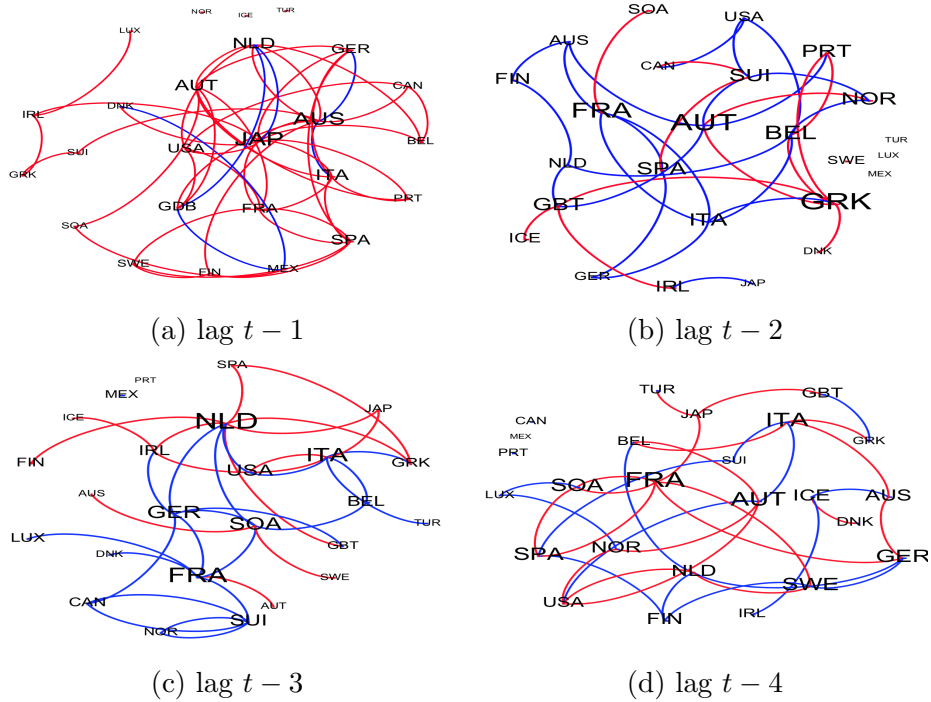 NOR ICE TUR
LUX NLD GER
AUT CAN
IRL DNK AUS
JAP BEL
SUI USA
GRK ITA
PRT
GDB FRA
SOA SPA
SWE FIN MEX
(a) lag t − 1
SOA USA
AUS PRT
FIN CAN SUI
FRA NOR
AUT BEL
TUR
NLD SPA SWE LUX
MEX
GBT GRK
ITA
ICE DNK
GER IRL JAP
(b) lag t − 2
SPA
PRT
MEX
ICE NLD JAP
FIN IRL ITA
USA GRK
AUS BEL
GER SOA TUR
LUX
DNK GBT
FRA SWE
CAN AUT
NOR SUI
(c) lag t − 3
TUR GBT
CAN JAP ITA
MEX BEL GRK
PRT SUI
FRA
LUX SOA AUT ICE AUS
DNK
SPA NOR GER
NLD SWE
USA
FIN IRL
(d) lag t − 4